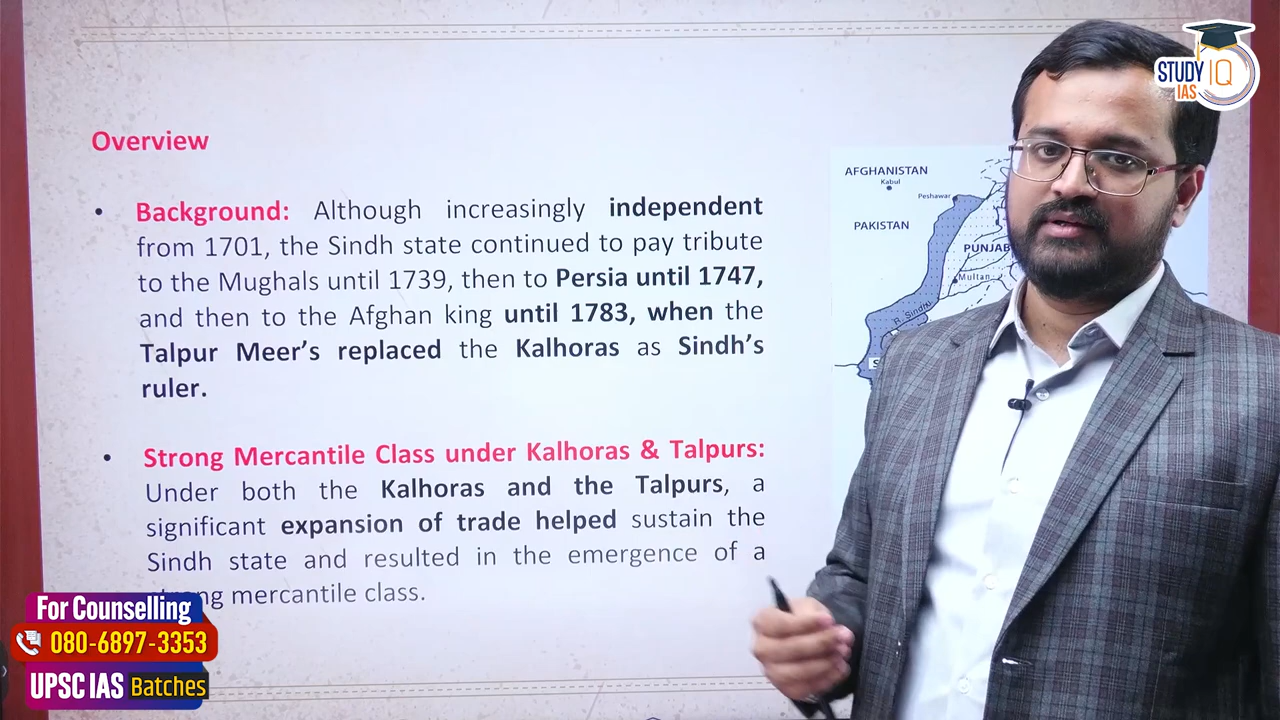 Overview
• Background: Although increasingly independent
from 1701, the Sindh state continued to pay tribute
to the Mughals until 1739, then to Persia until 1747,
and then to the Afghan king until 1783, when the
Talpur Meer's replaced the Kalhoras as Sindh's
ruler.
• Strong Mercantile Class under Kalhoras & Talpurs:
Under both the Kalhoras and the Talpurs, a
significant expansion of trade helped sustain the
Sindh state and resulted in the emergence of a
mercantile class.
AFGHANISTAN
Kabul
Peshawar
PAKISTAN
PUNJAB
Multan
R. Sindhu
STUDY IQ
IAS
For Counselling
080-6897-3353
UPSC IAS Batches